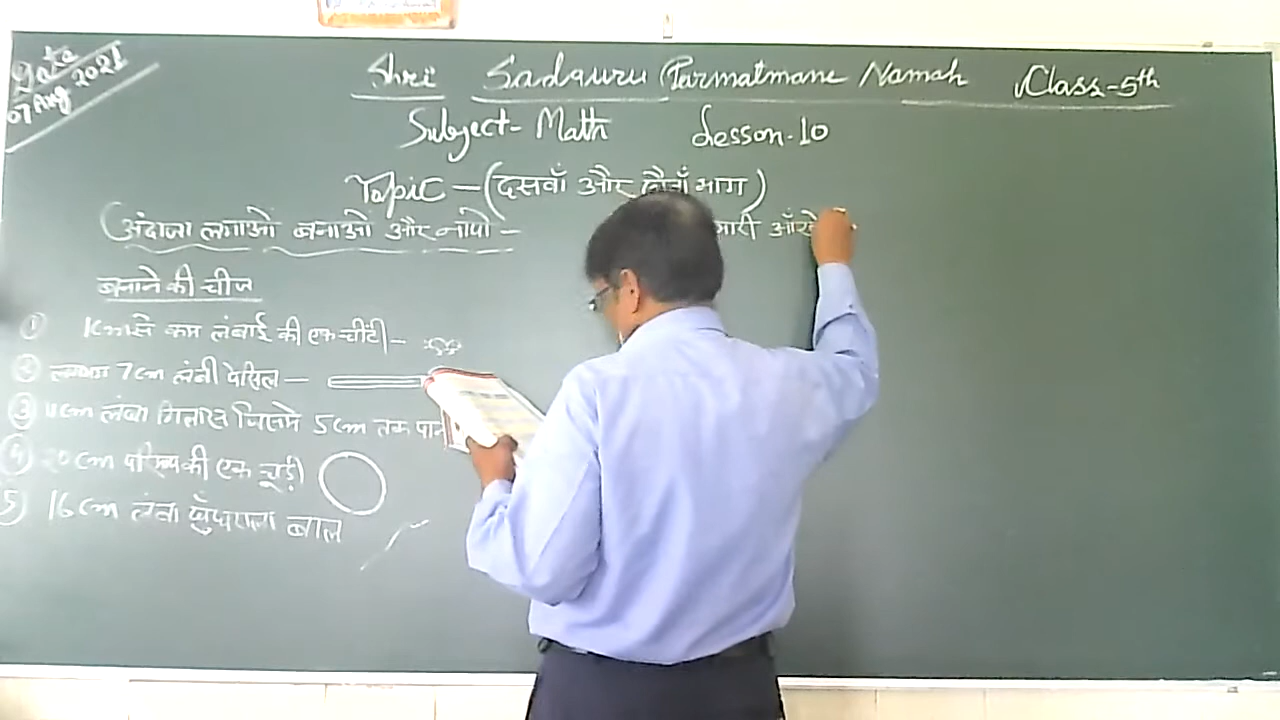 Date
07 Aug 2021
Shri Sadguru Parmatmane Namah Class-5th
Subject- Math Lesson-10
Topic - (दसवाँ और सौवाँ भाग)
अंदाजा लगाओ बनाओ और नापो -
आँखे
बनाने की चीज
① 1cm से कम लंबाई की एक चींटी -
② लगभग 7cm लंबी पेंसिल -
③ 11cm लंबा गिलास जिसमे 5cm तक पान
④ 20cm परिमाप की एक चूड़ी
⑤ 16cm लंबा घुँघराला बाल